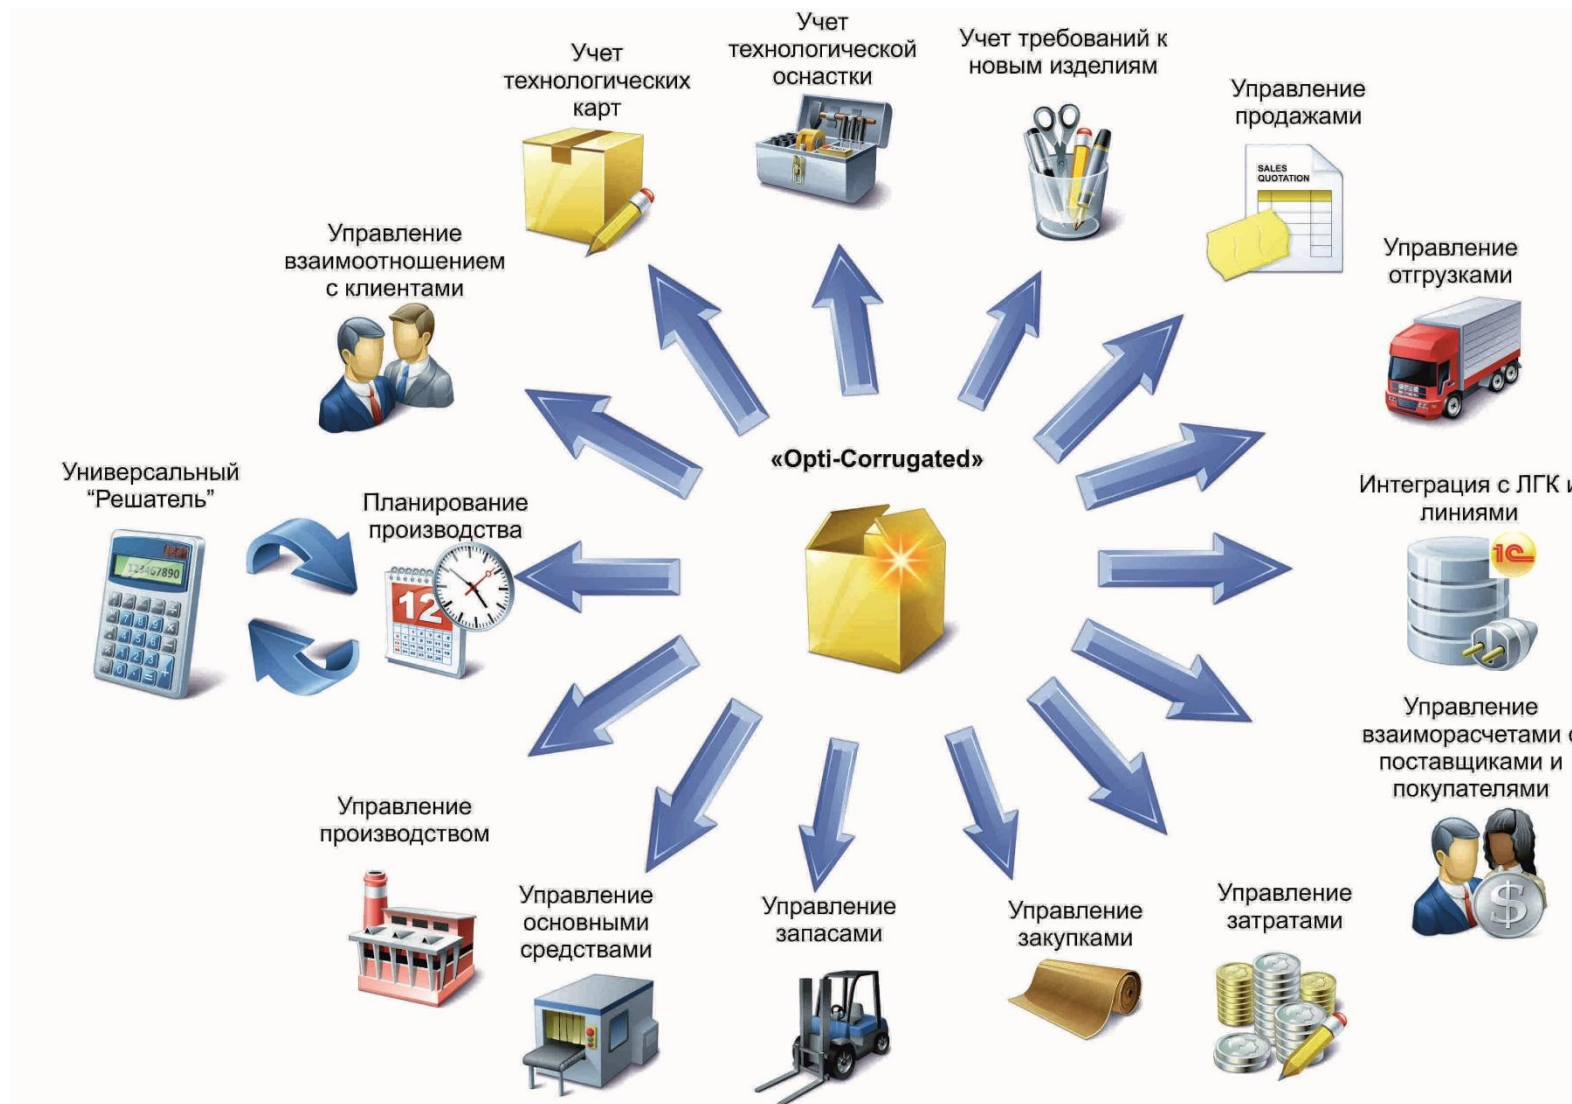 Учет
технологической
оснастки
Учет требований к
новым изделиям
Учет
технологических
карт
Управление
продажами
SALES
QUOTATION
Управление
взаимоотношением
с клиентами
Управление
отгрузками
«Opti-Corrugated»
Универсальный
“Решатель”
123467890
Планирование
производства
12
Интеграция с ЛГК и
линиями
1С
Управление
взаиморасчетами с
поставщиками и
покупателями
$
Управление
производством
Управление
основными
средствами
Управление
запасами
Управление
закупками
Управление
затратами